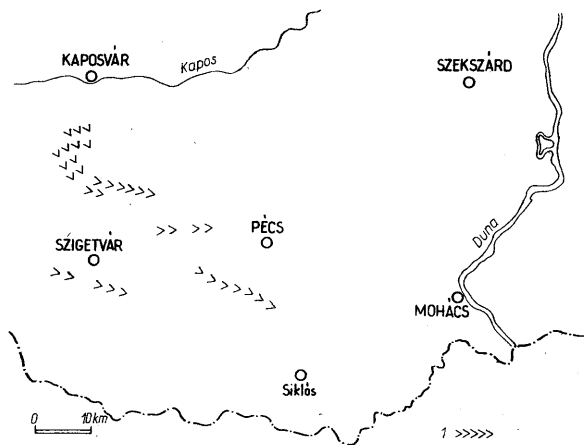 KAPOSVÁR
Kapos
SZEKSZÁRD
SZIGETVÁR
PÉCS
Duna
MOHÁCS
Siklós
0 10km
1 >>>>>